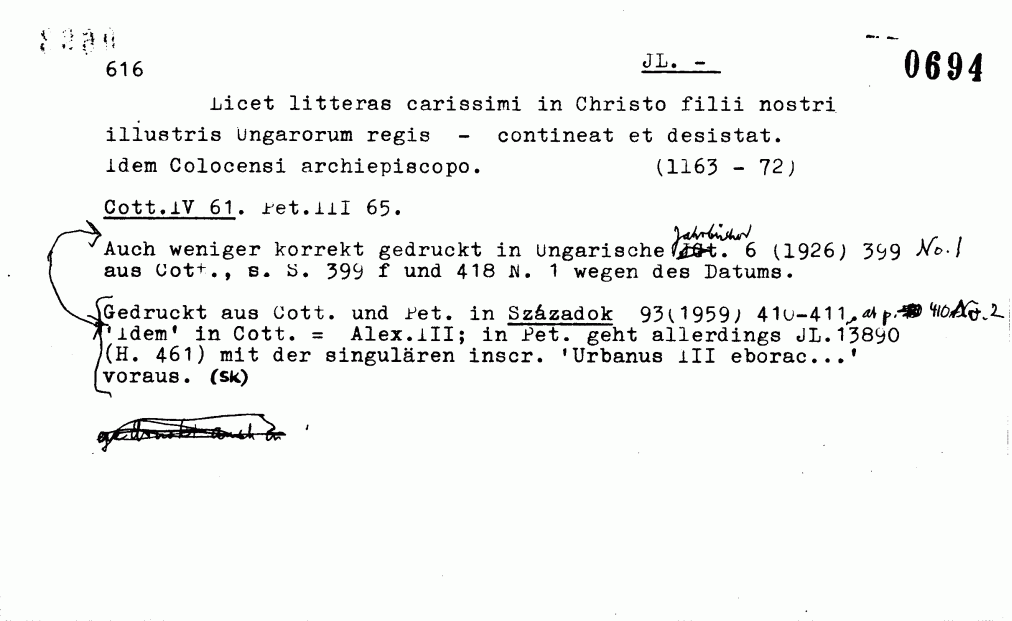 616 JL. - 0694
Licet litteras carissimi in Christo filii nostri
illustris Ungarorum regis - contineat et desistat.
Idem Colocensi archiepiscopo. (1163 - 72)
Cott.IV 61. Pet.III 65.
Auch weniger korrekt gedruckt in Ungarische Jahrbücher 6 (1926) 399 No.1
aus Cott., s. S. 399 f und 418 N. 1 wegen des Datums.
Gedruckt aus Cott. und Pet. in Századok 93(1959) 410-411, at p. 410 No. 2
'Idem' in Cott. = Alex.III; in Pet. geht allerdings JL.13890
(H. 461) mit der singulären inscr. 'Urbanus III eborac...'
voraus. (Sk)